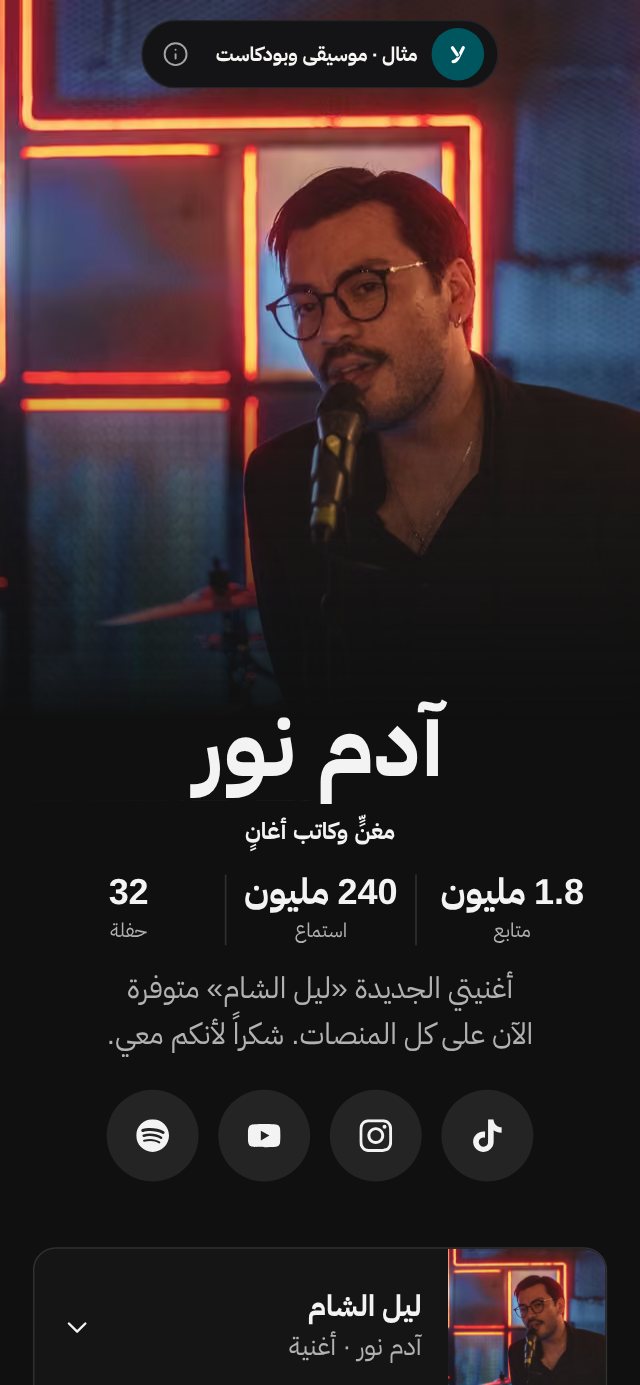 مثال · موسيقى وبودكاست
آدم نور
مغنٍّ وكاتب أغانٍ
1.8 مليون
متابع
240 مليون
استماع
32
حفلة
أغنيتي الجديدة «ليل الشام» متوفرة
الآن على كل المنصات. شكراً لأنكم معي.
ليل الشام
آدم نور · أغنية